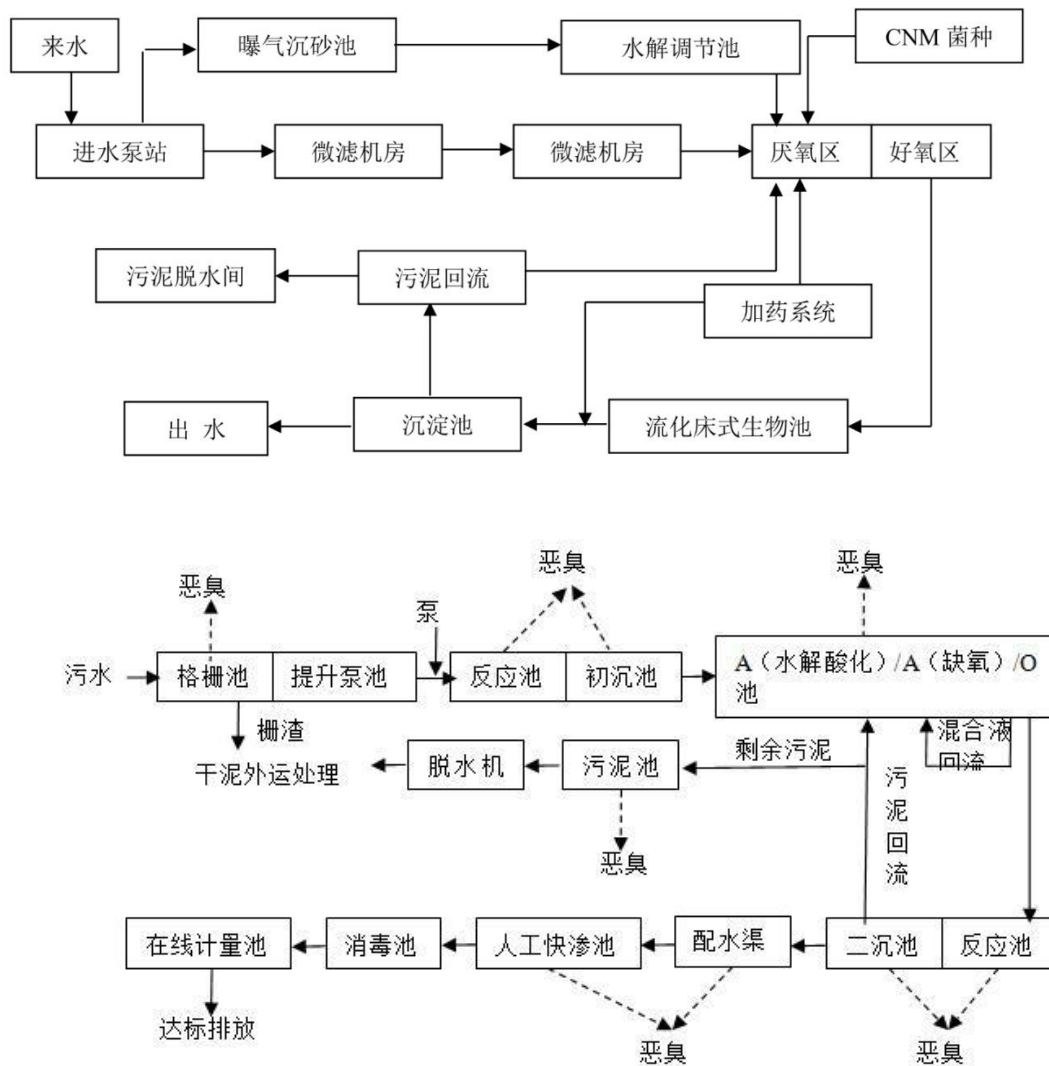 来水
曝气沉砂池
水解调节池
CNM 菌种
进水泵站
微滤机房
微滤机房
厌氧区
好氧区
污泥脱水间
污泥回流
加药系统
出 水
沉淀池
流化床式生物池
恶臭
恶臭
恶臭
泵
污水
格栅池
提升泵池
反应池
初沉池
A（水解酸化）/A（缺氧）/O
池
栅渣
干泥外运处理
脱水机
污泥池
剩余污泥
混合液
回流
污
泥
回
流
恶臭
在线计量池
消毒池
人工快渗池
配水渠
二沉池
反应池
达标排放
恶臭
恶臭